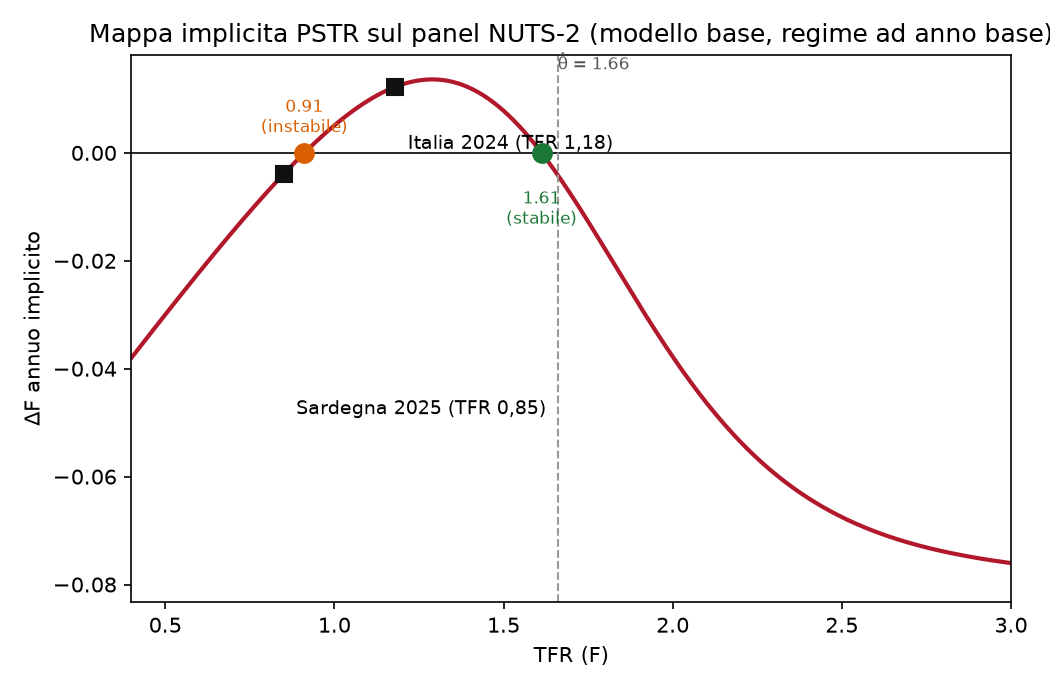 Mappa implicita PSTR sul panel NUTS-2 (modello base, regime ad anno base)
θ̂ = 1.66
0.91
(instabile)
Italia 2024 (TFR 1,18)
1.61
(stabile)
Sardegna 2025 (TFR 0,85)
ΔF annuo implicito
0.00
−0.02
−0.04
−0.06
−0.08
0.5
1.0
1.5
2.0
2.5
3.0
TFR (F)